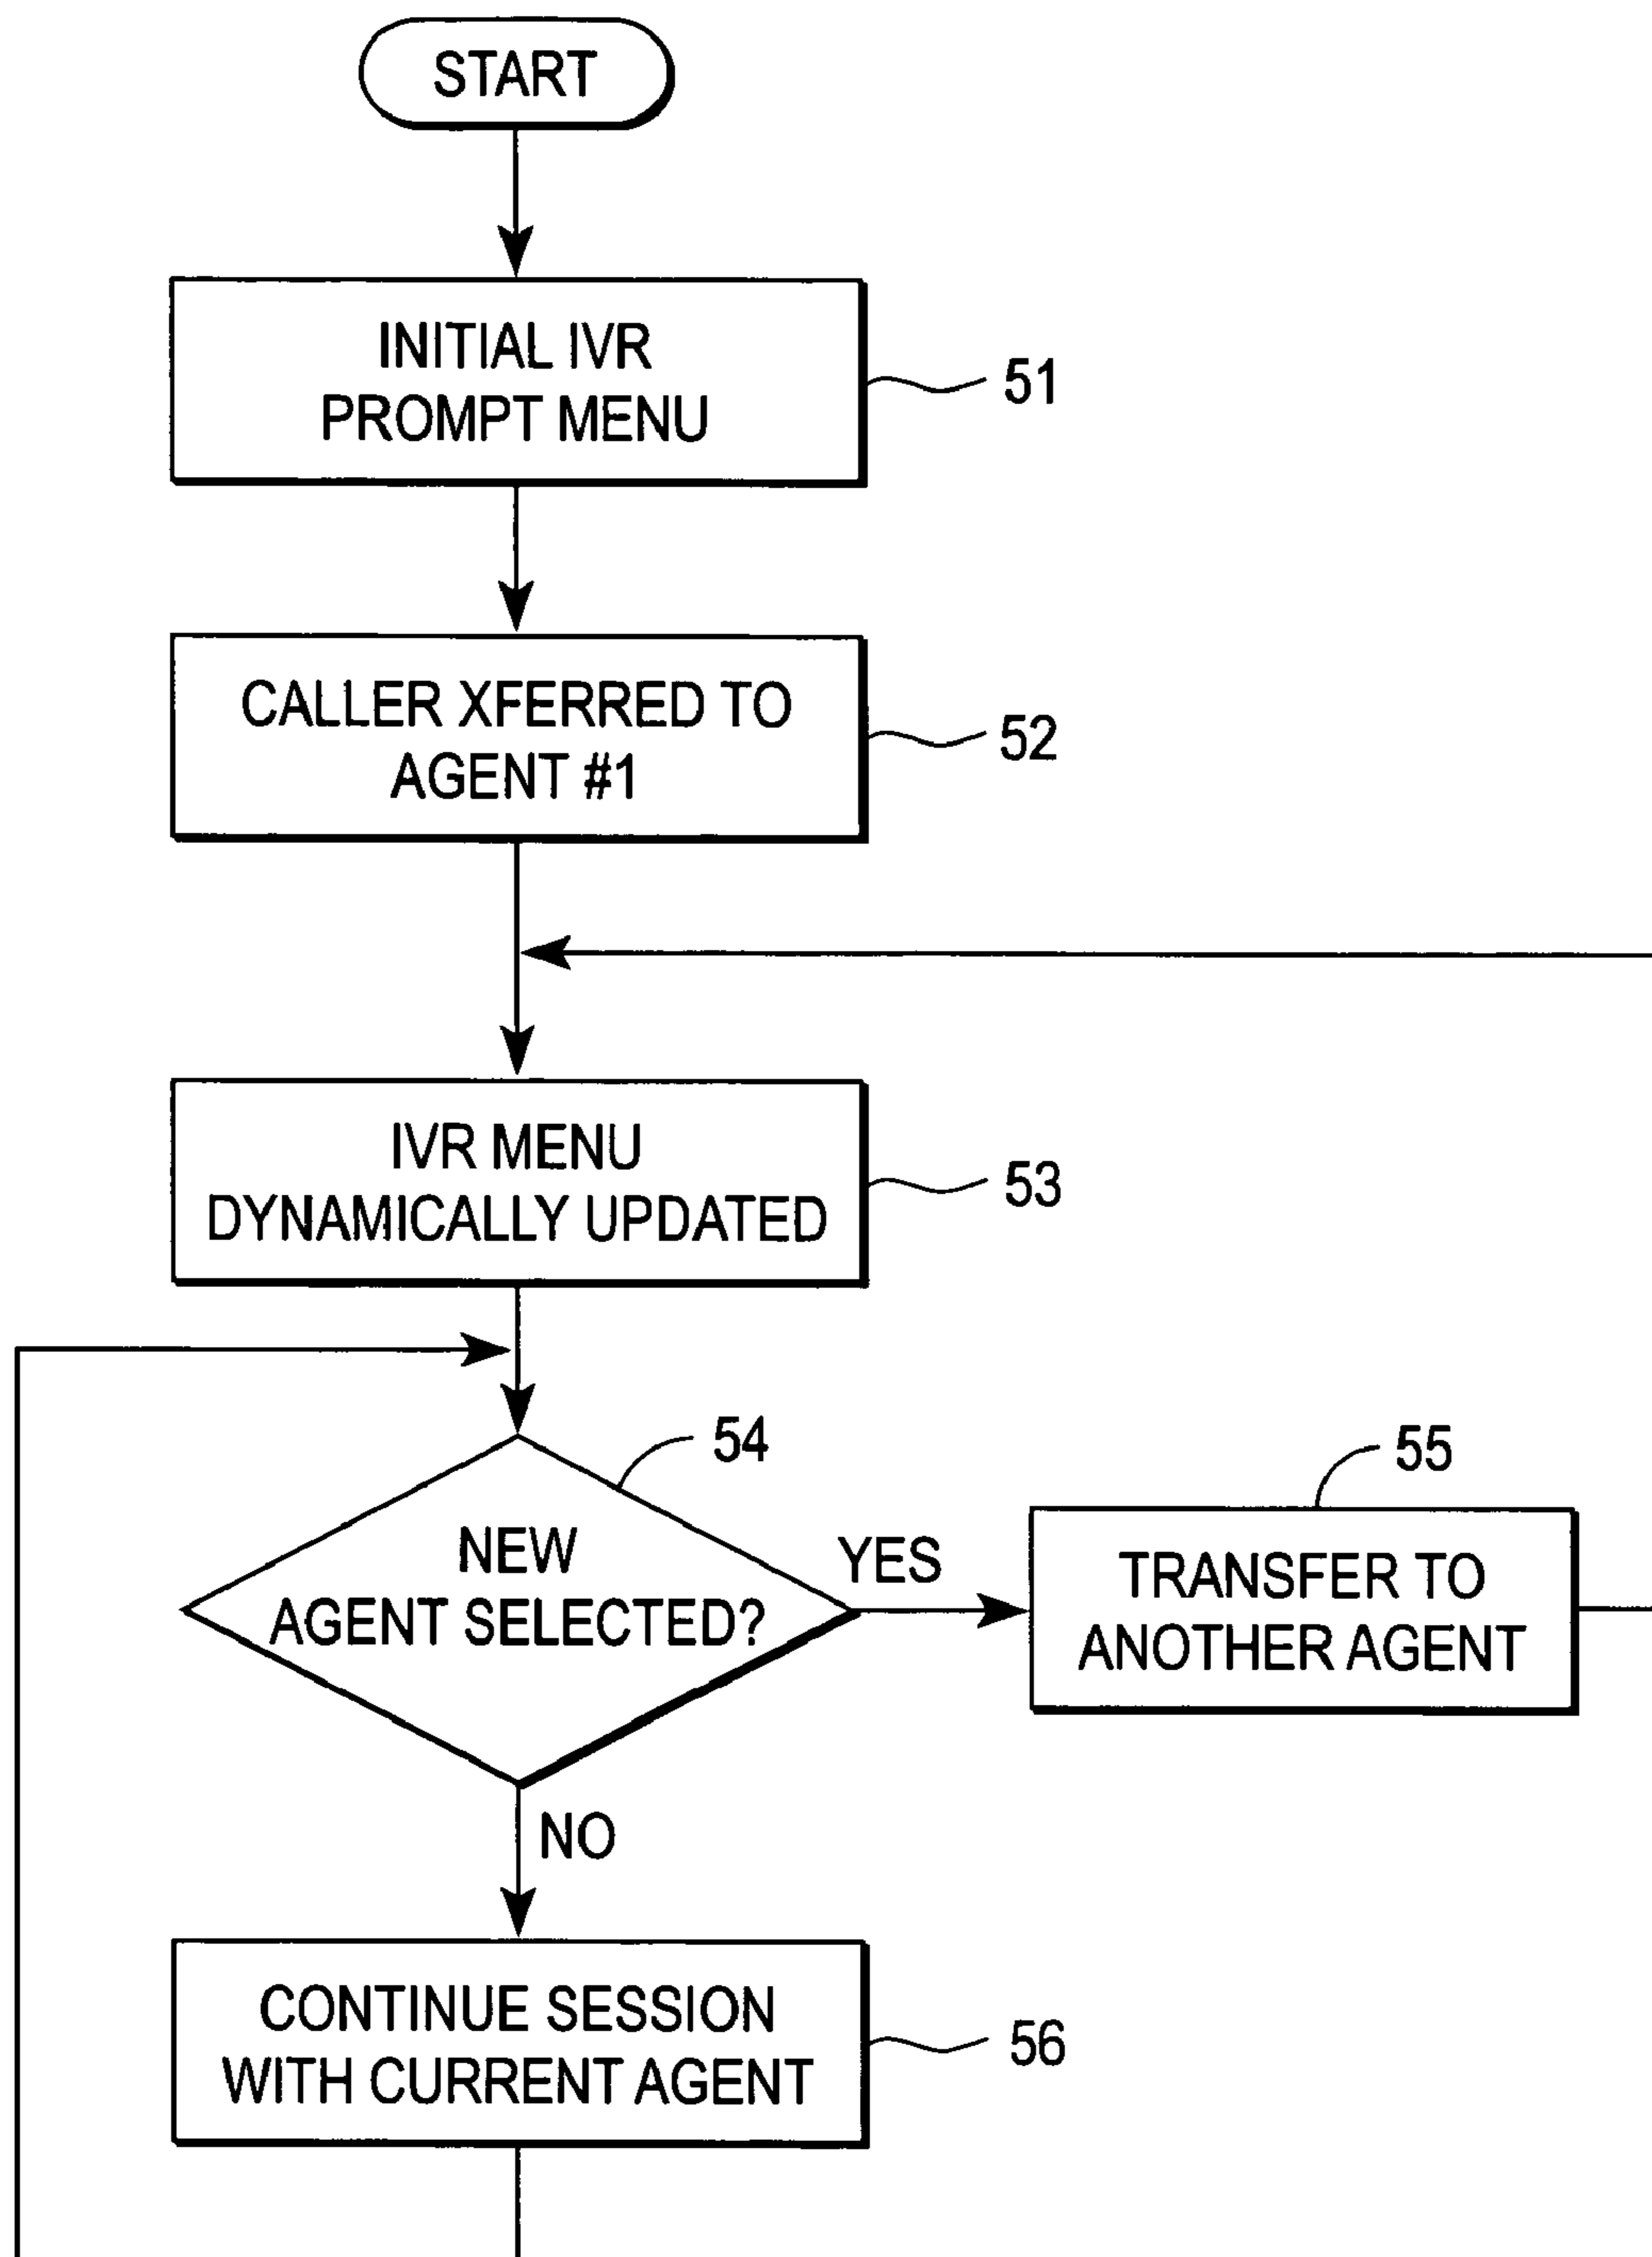 START
INITIAL IVR
PROMPT MENU
51
CALLER XFERRED TO
AGENT #1
52
IVR MENU
DYNAMICALLY UPDATED
53
54
NEW
AGENT SELECTED?
YES
55
TRANSFER TO
ANOTHER AGENT
NO
CONTINUE SESSION
WITH CURRENT AGENT
56